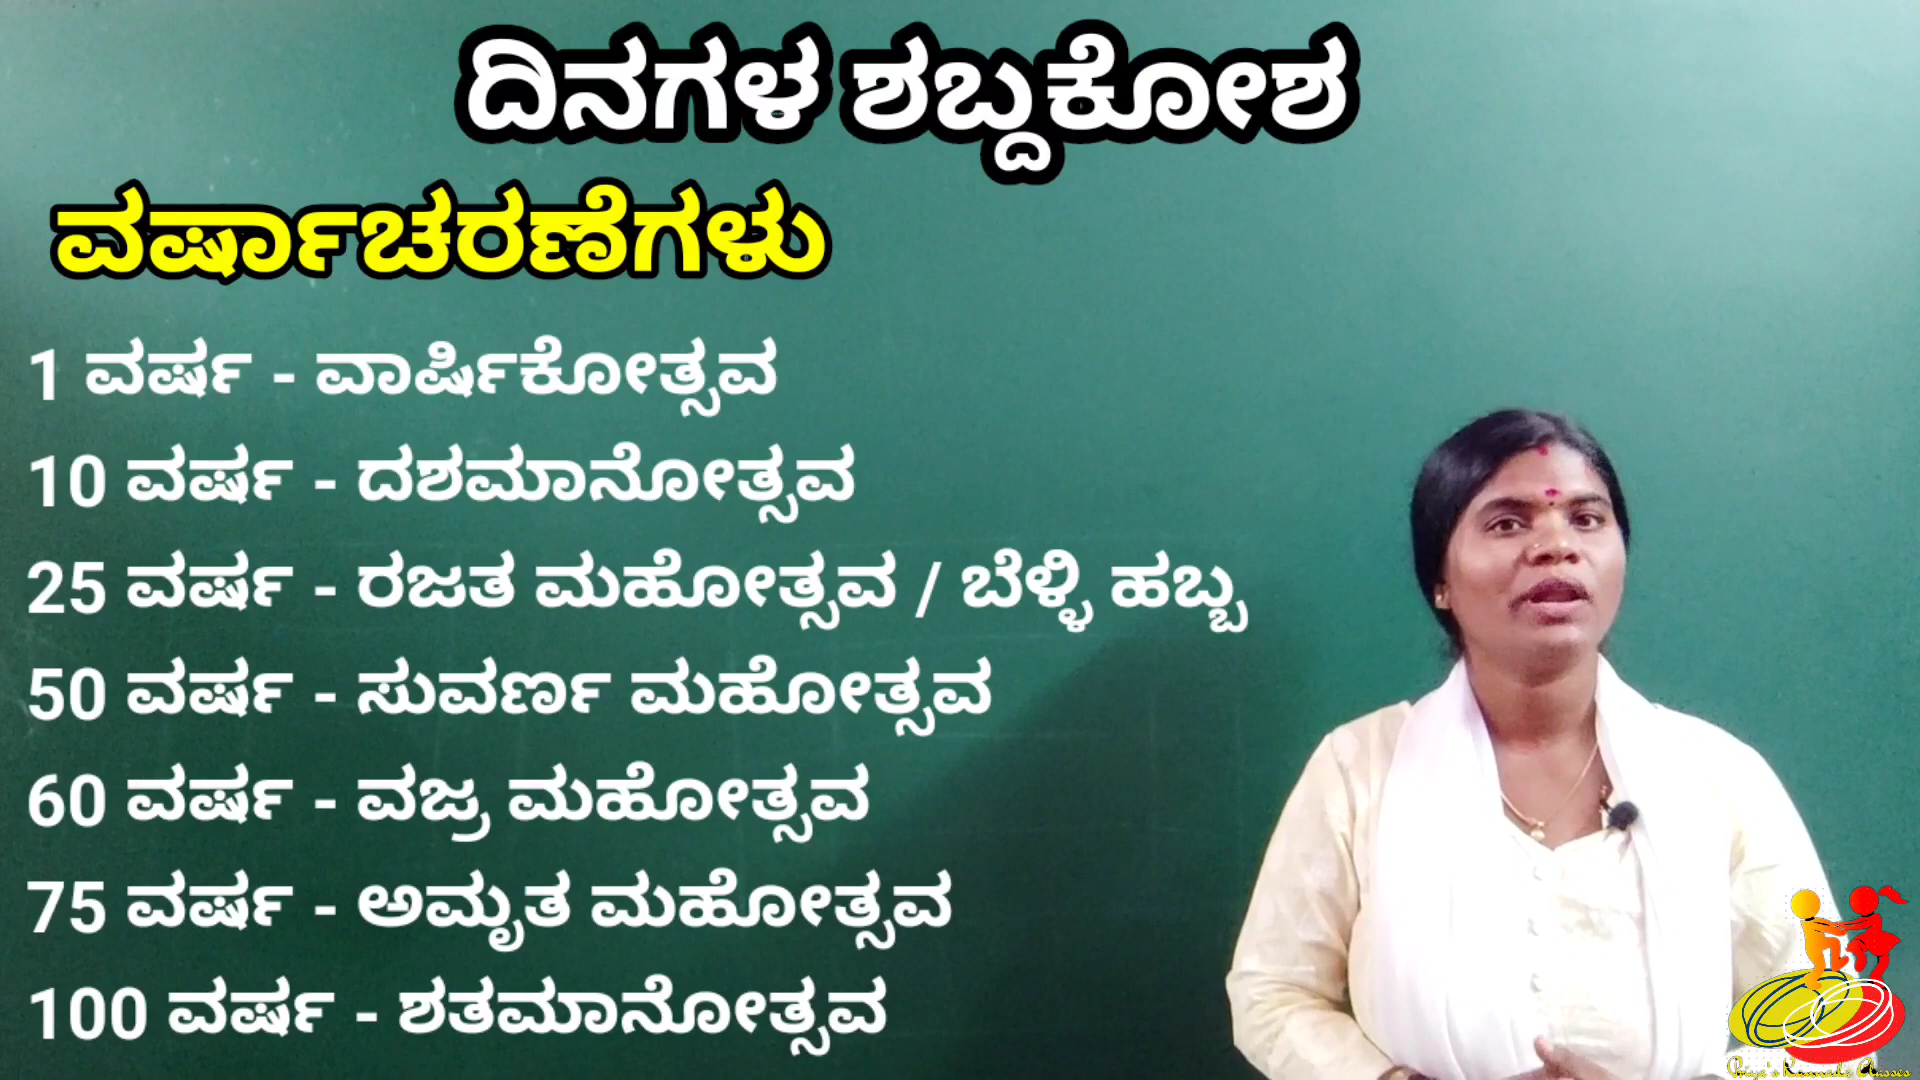 ದಿನಗಳ ಶಬ್ದಕೋಶ
ವರ್ಷಾಚರಣೆಗಳು
1 ವರ್ಷ - ವಾರ್ಷಿಕೋತ್ಸವ
10 ವರ್ಷ - ದಶಮಾನೋತ್ಸವ
25 ವರ್ಷ - ರಜತ ಮಹೋತ್ಸವ / ಬೆಳ್ಳಿ ಹಬ್ಬ
50 ವರ್ಷ - ಸುವರ್ಣ ಮಹೋತ್ಸವ
60 ವರ್ಷ - ವಜ್ರ ಮಹೋತ್ಸವ
75 ವರ್ಷ - ಅಮೃತ ಮಹೋತ್ಸವ
100 ವರ್ಷ - ಶತಮಾನೋತ್ಸವ
Kannada Classes